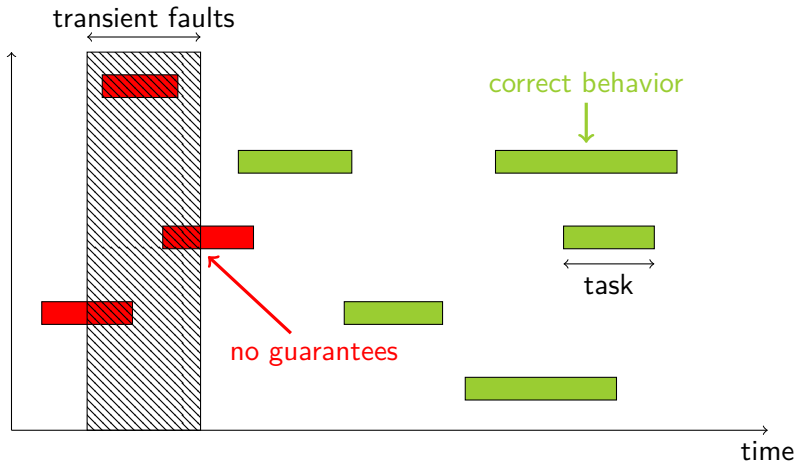 transient faults
correct behavior
task
no guarantees
time